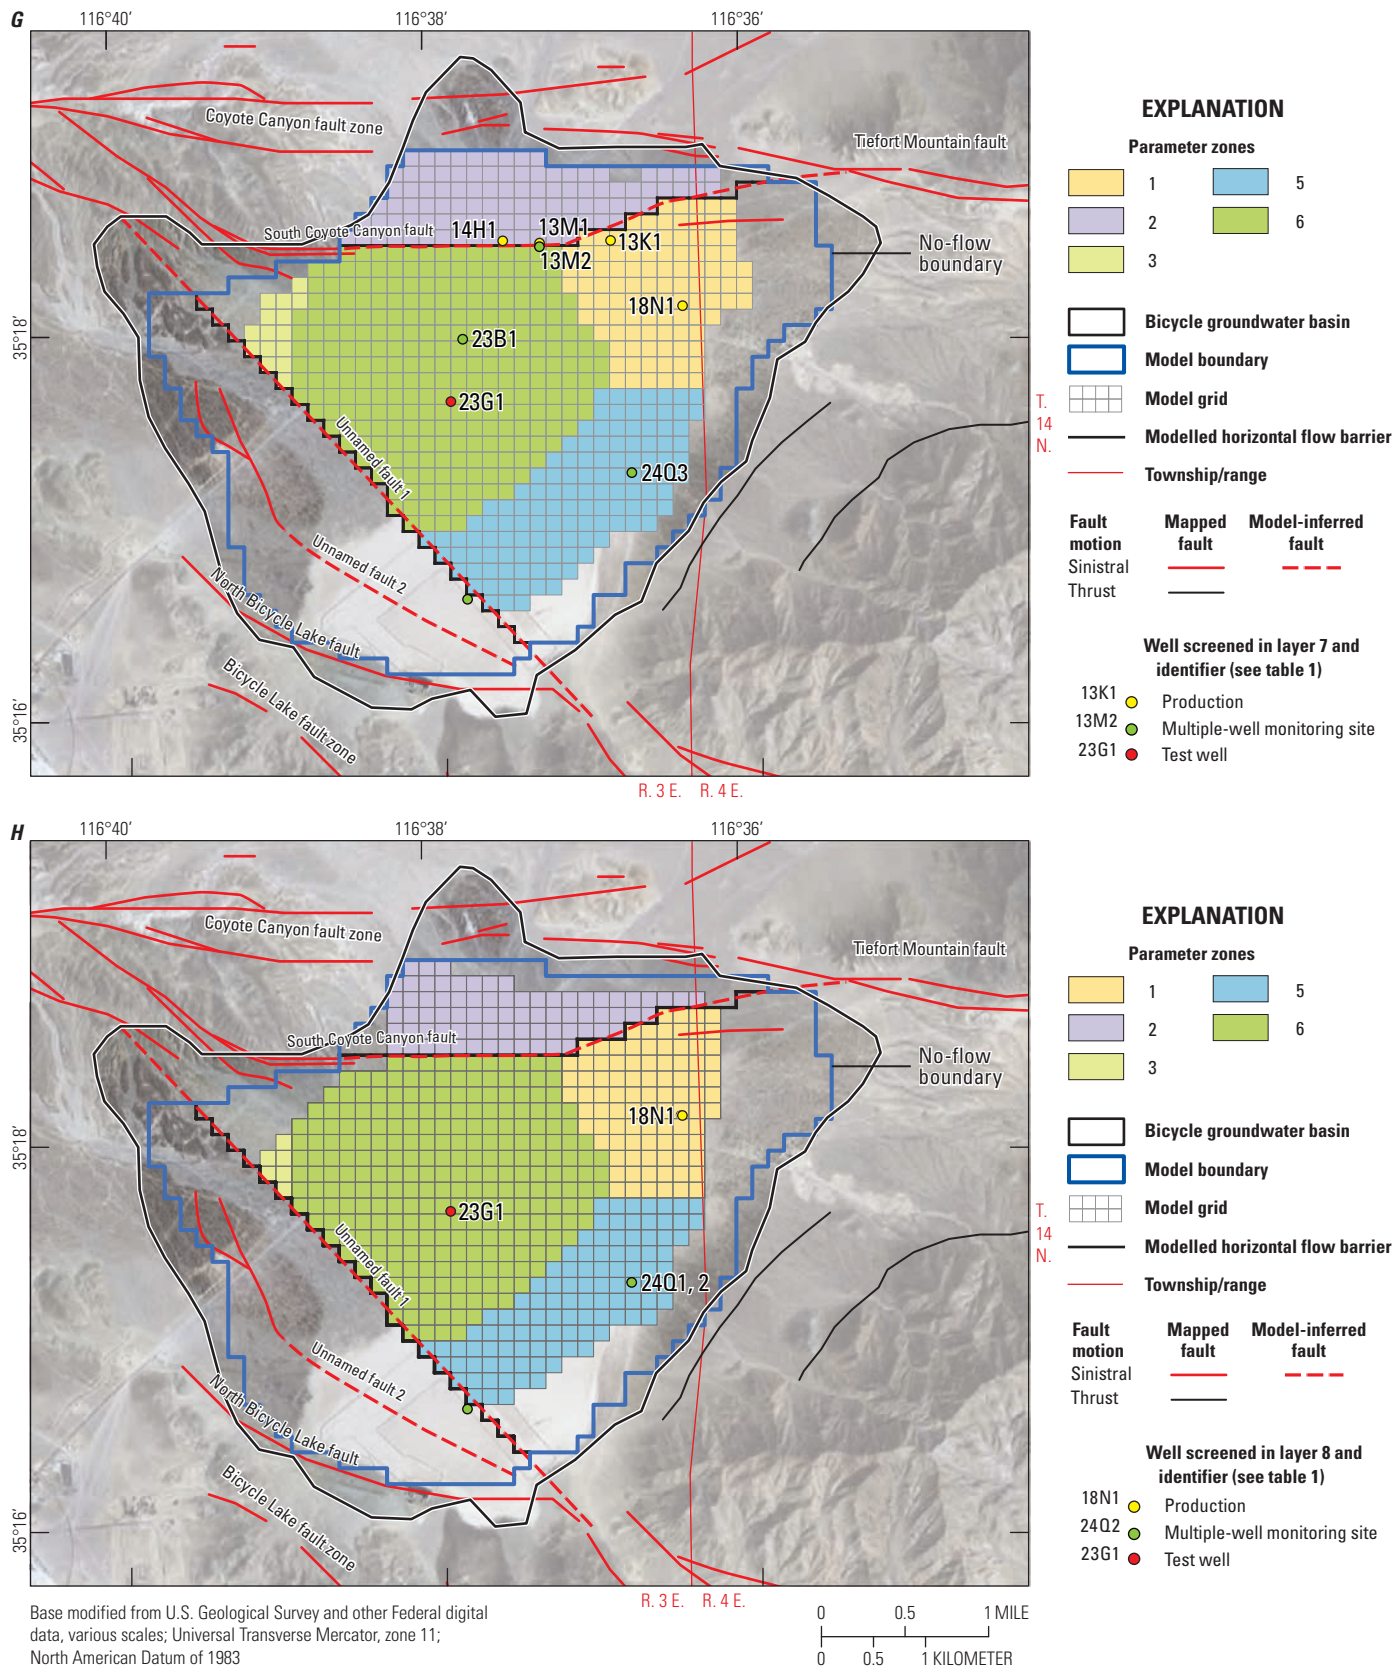 G
116°40′
116°38′
116°36′
Coyote Canyon fault zone
Tiefort Mountain fault
South Coyote Canyon fault
14H1
13M1
13M2
13K1
No-flow
boundary
18N1
35°18′
23B1
23G1
Unnamed fault 1
24Q3
Unnamed fault 2
North Bicycle Lake fault
Bicycle Lake fault zone
35°16′
T.
14
N.
R. 3 E.
R. 4 E.
EXPLANATION
Parameter zones
1
5
2
6
3
Bicycle groundwater basin
Model boundary
Model grid
Modelled horizontal flow barrier
Township/range
Fault motion
Mapped fault
Model-inferred fault
Sinistral
Thrust
Well screened in layer 7 and
identifier (see table 1)
13K1 Production
13M2 Multiple-well monitoring site
23G1 Test well
H
116°40′
116°38′
116°36′
Coyote Canyon fault zone
Tiefort Mountain fault
South Coyote Canyon fault
No-flow
boundary
18N1
35°18′
23G1
Unnamed fault 1
24Q1, 2
Unnamed fault 2
North Bicycle Lake fault
Bicycle Lake fault zone
35°16′
T.
14
N.
R. 3 E.
R. 4 E.
EXPLANATION
Parameter zones
1
5
2
6
3
Bicycle groundwater basin
Model boundary
Model grid
Modelled horizontal flow barrier
Township/range
Fault motion
Mapped fault
Model-inferred fault
Sinistral
Thrust
Well screened in layer 8 and
identifier (see table 1)
18N1 Production
24Q2 Multiple-well monitoring site
23G1 Test well
Base modified from U.S. Geological Survey and other Federal digital
data, various scales; Universal Transverse Mercator, zone 11;
North American Datum of 1983
0 0.5 1 MILE
0 0.5 1 KILOMETER